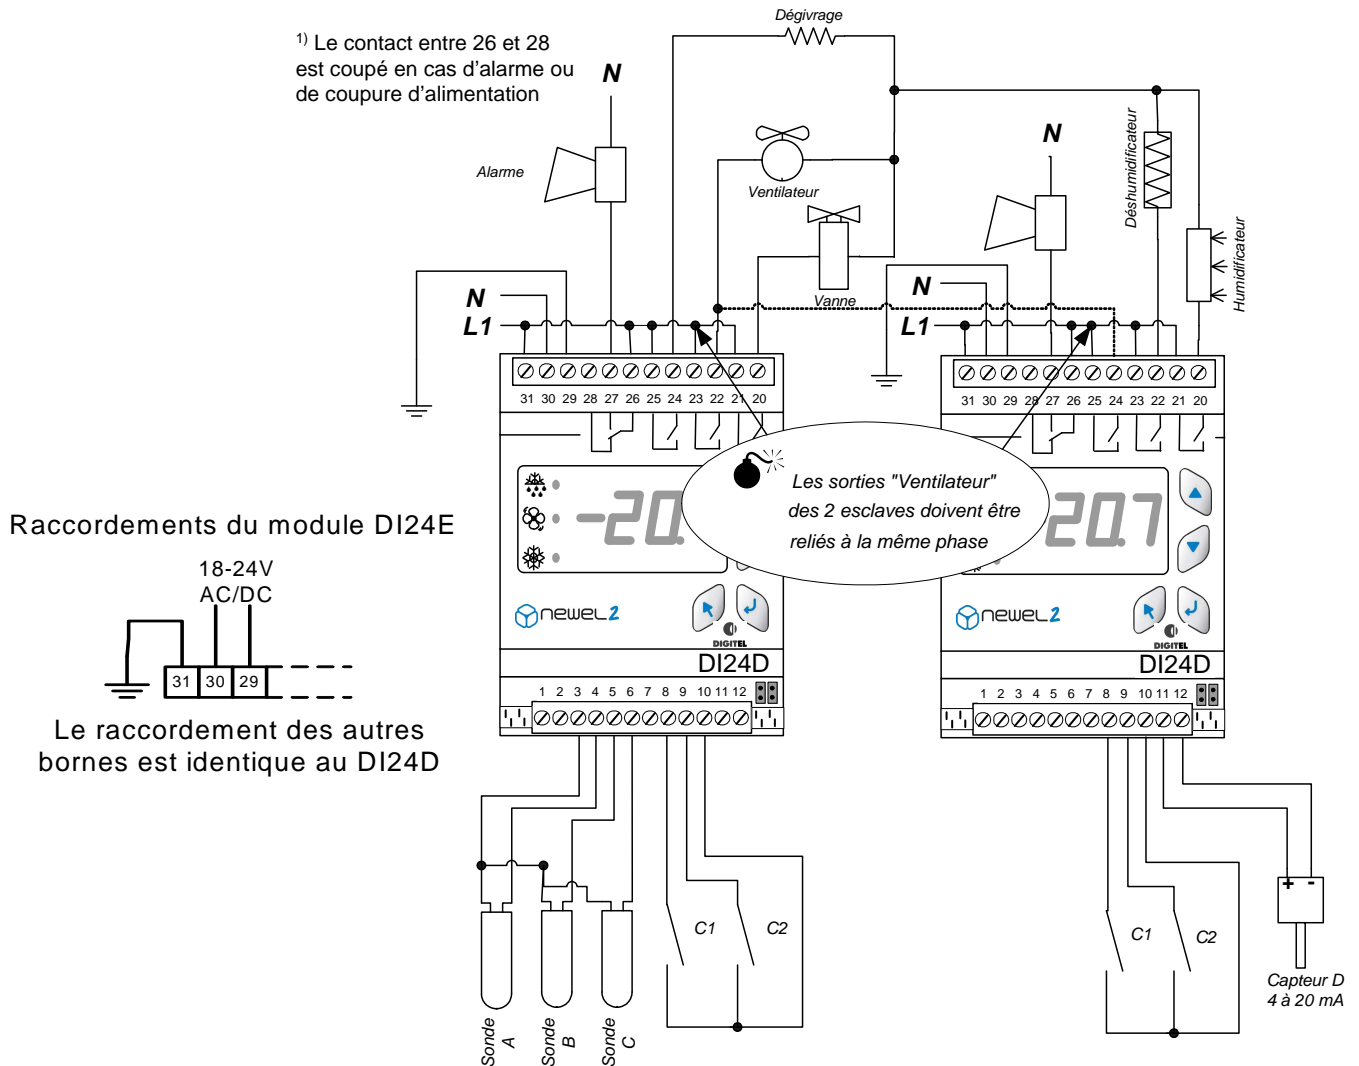 Dégivrage
1) Le contact entre 26 et 28
est coupé en cas d'alarme ou
de coupure d'alimentation
N
Alarme
Ventilateur
Vanne
N
Déshumidificateur
Humidificateur
N
L1
N
L1
31 30 29 28 27 26 25 24 23 22 21 20
31 30 29 28 27 26 25 24 23 22 21 20
-20.
20.7
Les sorties "Ventilateur"
des 2 esclaves doivent être
reliés à la même phase
newel2
DIGITEL
DI24D
newel2
DIGITEL
DI24D
Raccordements du module DI24E
18-24V
AC/DC
31 30 29
Le raccordement des autres
bornes est identique au DI24D
1 2 3 4 5 6 7 8 9 10 11 12
1 2 3 4 5 6 7 8 9 10 11 12
C1
C2
C1
C2
+ -
Capteur D
4 à 20 mA
Sonde
A
Sonde
B
Sonde
C